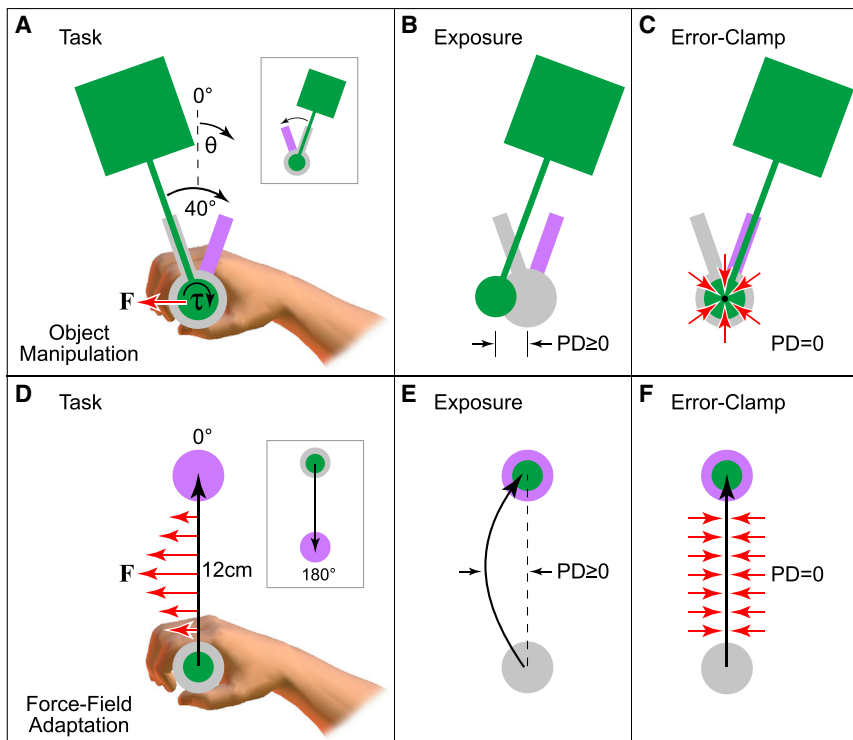 A
Task
0°
θ
40°
F
τ
Object
Manipulation
B
Exposure
PD≥0
C
Error-Clamp
PD=0
D
Task
0°
F
12cm
180°
Force-Field
Adaptation
E
Exposure
PD≥0
F
Error-Clamp
PD=0